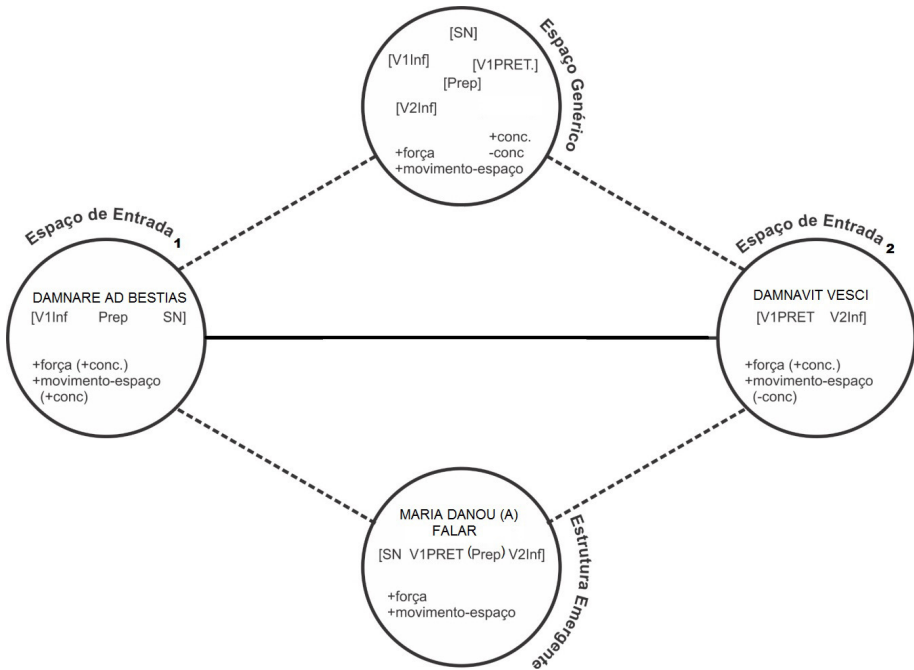 Espaço Genérico
[SN]
[V1Inf] [V1PRET.]
[Prep]
[V2Inf]
+conc.
+força -conc
+movimento-espaço
Espaço de Entrada 1
DAMNARE AD BESTIAS
[V1Inf Prep SN]
+força (+conc.)
+movimento-espaço
(+conc)
Espaço de Entrada 2
DAMNAVIT VESCI
[V1PRET V2Inf]
+força (+conc.)
+movimento-espaço
(-conc)
MARIA DANOU (A)
FALAR
[SN V1PRET (Prep) V2Inf]
+força
+movimento-espaço
Estrutura Emergente